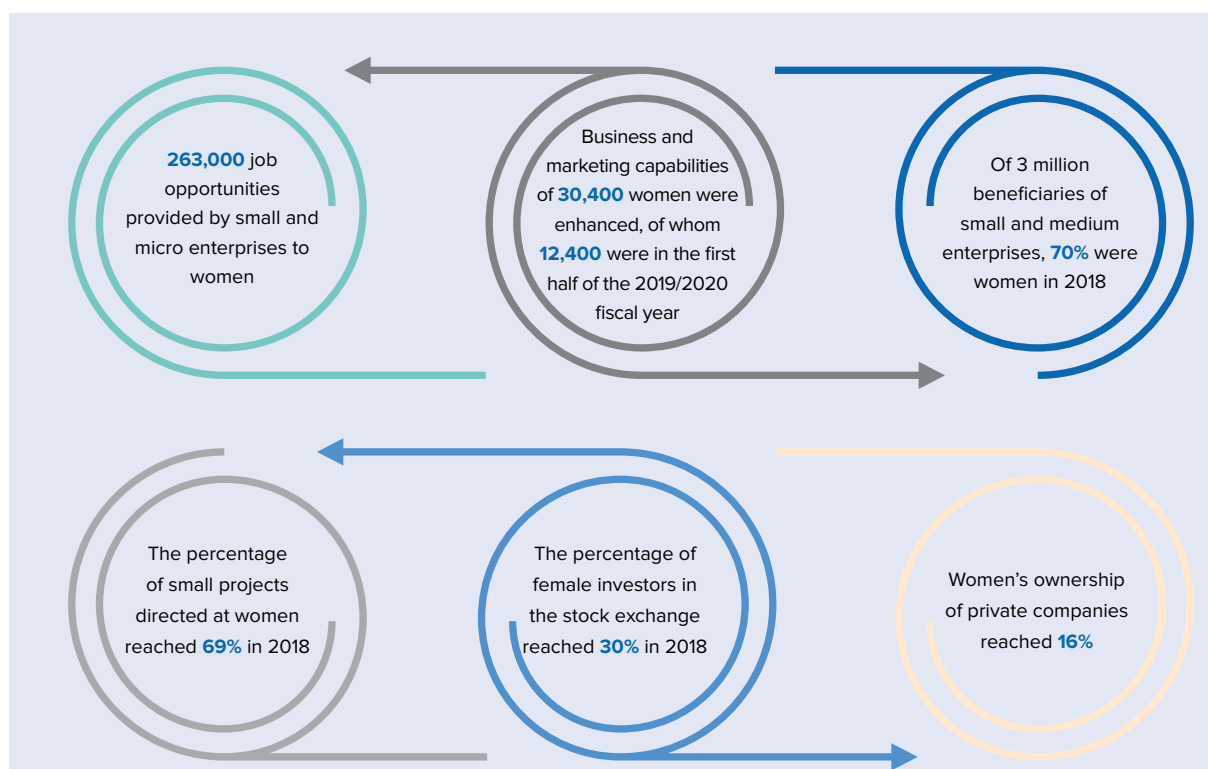 263,000 job
opportunities
provided by small and
micro enterprises to
women
Business and
marketing capabilities
of 30,400 women were
enhanced, of whom
12,400 were in the first
half of the 2019/2020
fiscal year
Of 3 million
beneficiaries of
small and medium
enterprises, 70% were
women in 2018
The percentage
of small projects
directed at women
reached 69% in 2018
The percentage of
female investors in
the stock exchange
reached 30% in 2018
Women’s ownership
of private companies
reached 16%